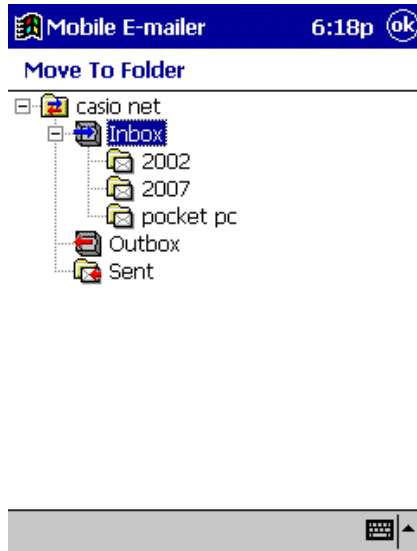 Mobile E-mailer 6:18p ok
Move To Folder
casio net
Inbox
2002
2007
pocket pc
Outbox
Sent